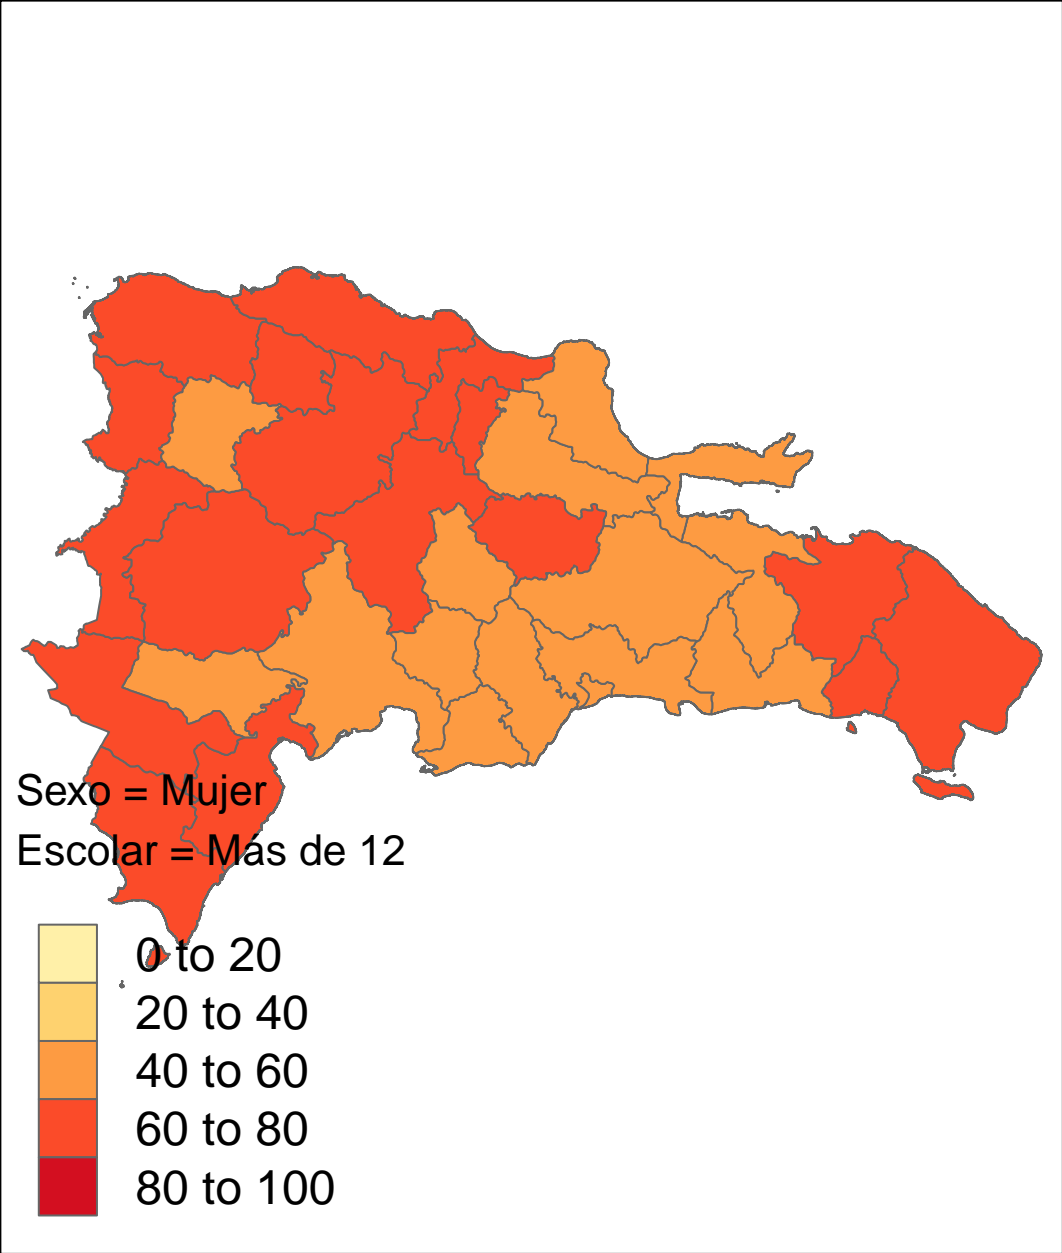 Sexo = Mujer
Escolar = Más de 12
0 to 20
20 to 40
40 to 60
60 to 80
80 to 100